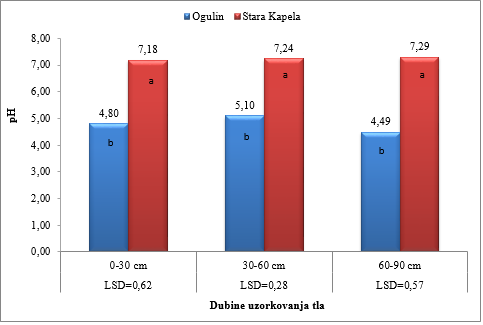 Ogulin Stara Kapela
8,00
7,00
6,00
5,00
4,00
3,00
2,00
1,00
0,00
pH
4,80
7,18
5,10
7,24
4,49
7,29
b
a
b
a
b
a
0-30 cm
30-60 cm
60-90 cm
LSD=0,62
LSD=0,28
LSD=0,57
Dubine uzorkovanja tla